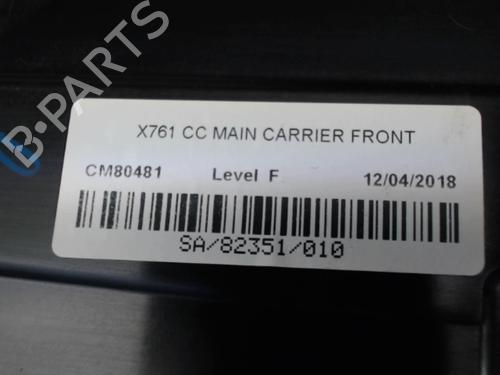 B-PARTS
X761 CC MAIN CARRIER FRONT
CM80481 Level F 12/04/2018
SA/82351/010